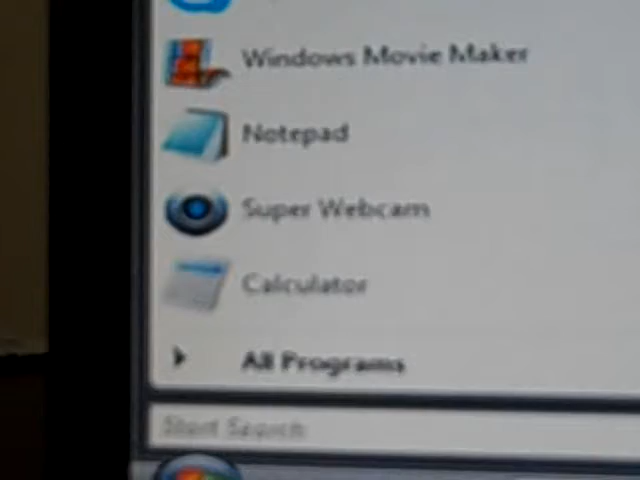 Windows Movie Maker
Notepad
Super Webcam
Calculator
All Programs
Start Search